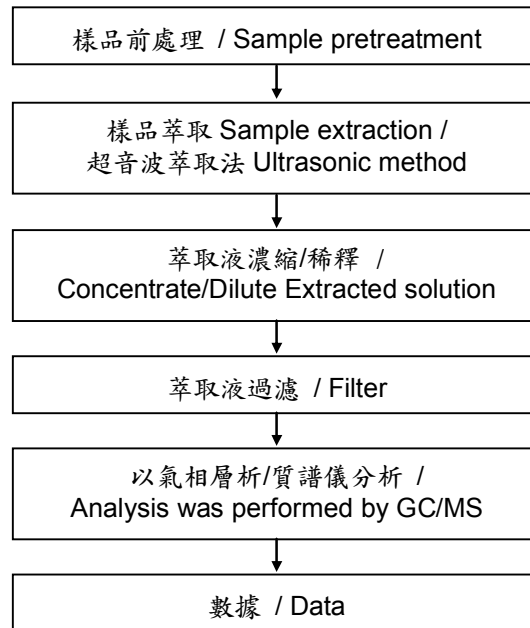 樣品前處理 / Sample pretreatment
樣品萃取 Sample extraction /
超音波萃取法 Ultrasonic method
萃取液濃縮/稀釋 /
Concentrate/Dilute Extracted solution
萃取液過濾 / Filter
以氣相層析/質譜儀分析 /
Analysis was performed by GC/MS
數據 / Data